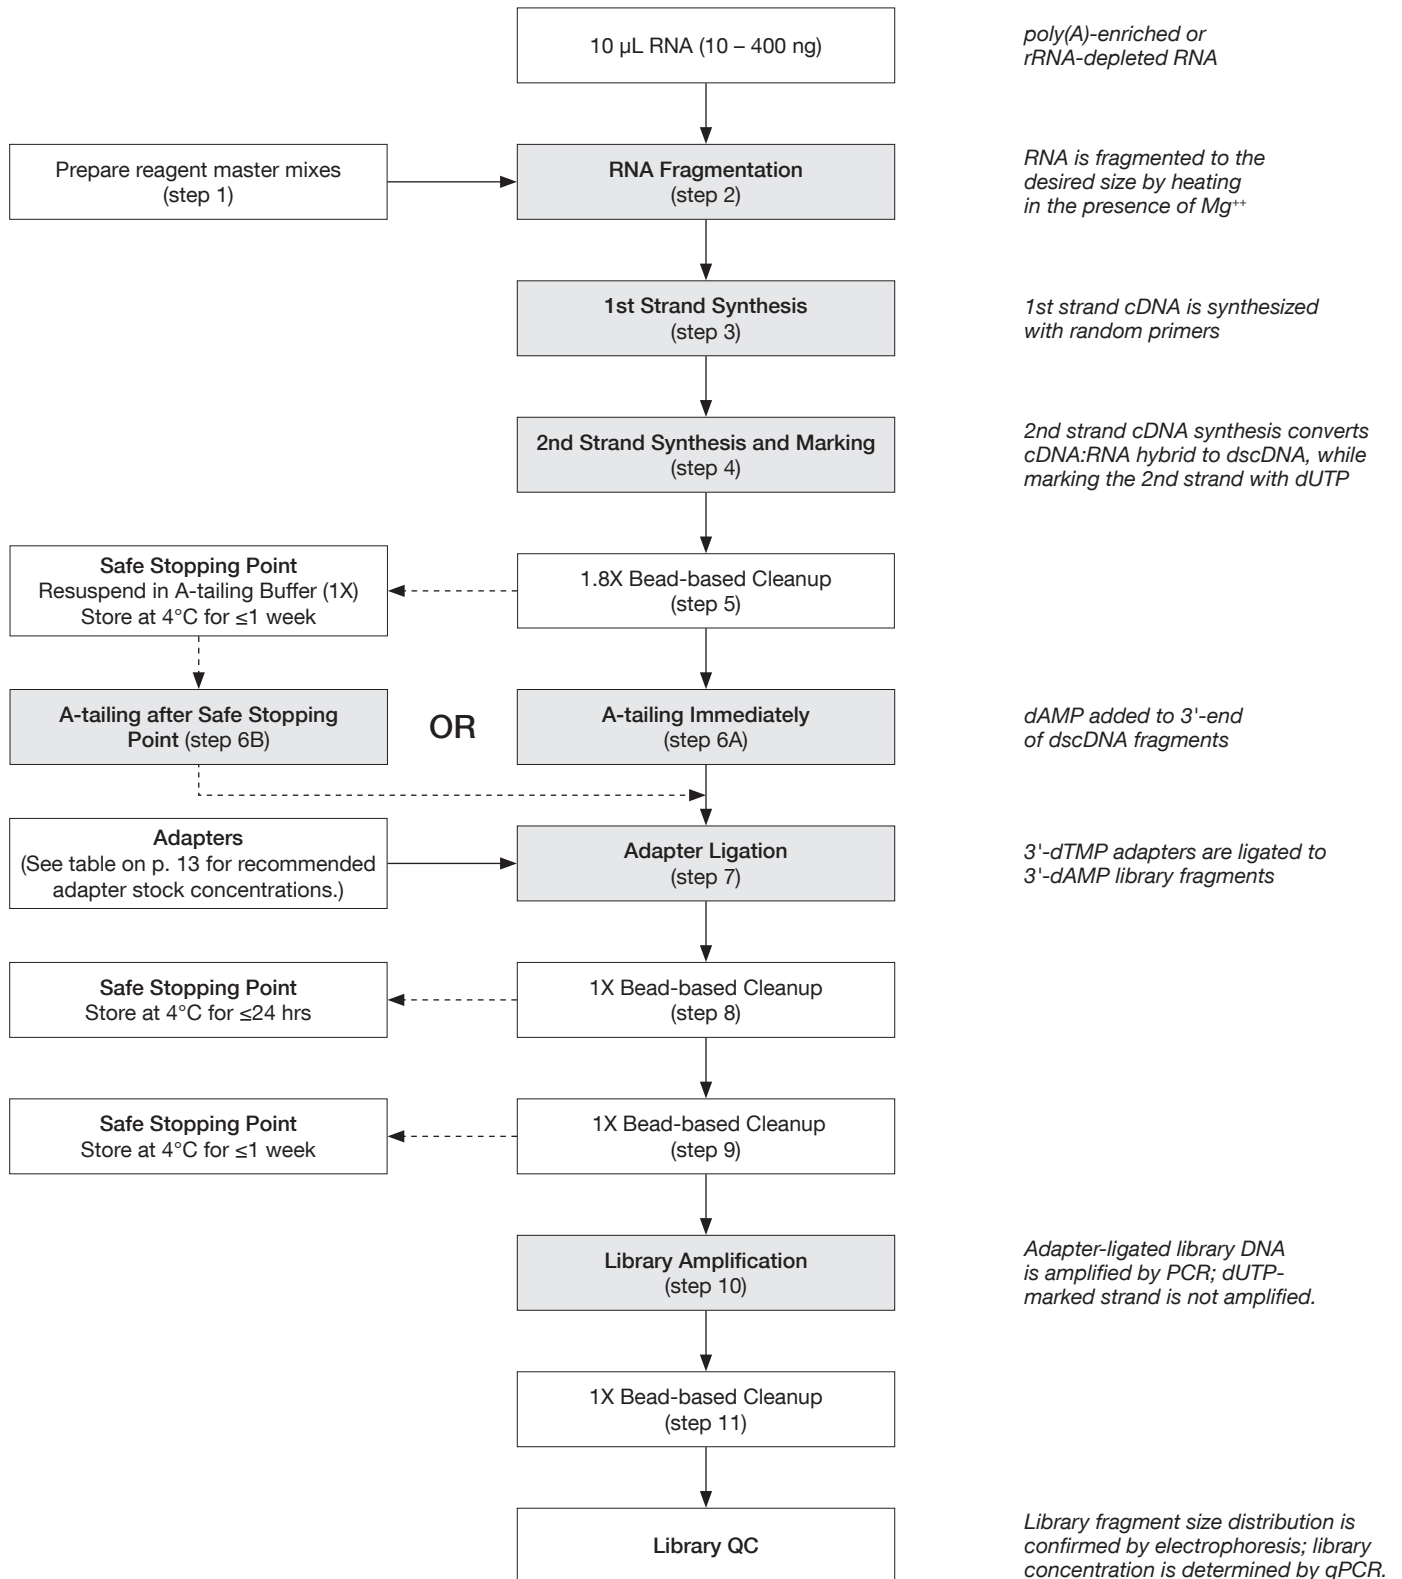 10 µL RNA (10 – 400 ng)
poly(A)-enriched or
rRNA-depleted RNA
Prepare reagent master mixes
(step 1)
RNA Fragmentation
(step 2)
RNA is fragmented to the
desired size by heating
in the presence of Mg⁺⁺
1st Strand Synthesis
(step 3)
1st strand cDNA is synthesized
with random primers
2nd Strand Synthesis and Marking
(step 4)
2nd strand cDNA synthesis converts
cDNA:RNA hybrid to dscDNA, while
marking the 2nd strand with dUTP
Safe Stopping Point
Resuspend in A-tailing Buffer (1X)
Store at 4°C for ≤1 week
1.8X Bead-based Cleanup
(step 5)
A-tailing after Safe Stopping
Point (step 6B)
OR
A-tailing Immediately
(step 6A)
dAMP added to 3'-end
of dscDNA fragments
Adapters
(See table on p. 13 for recommended
adapter stock concentrations.)
Adapter Ligation
(step 7)
3'-dTMP adapters are ligated to
3'-dAMP library fragments
Safe Stopping Point
Store at 4°C for ≤24 hrs
1X Bead-based Cleanup
(step 8)
Safe Stopping Point
Store at 4°C for ≤1 week
1X Bead-based Cleanup
(step 9)
Library Amplification
(step 10)
Adapter-ligated library DNA
is amplified by PCR; dUTP-
marked strand is not amplified.
1X Bead-based Cleanup
(step 11)
Library QC
Library fragment size distribution is
confirmed by electrophoresis; library
concentration is determined by qPCR.